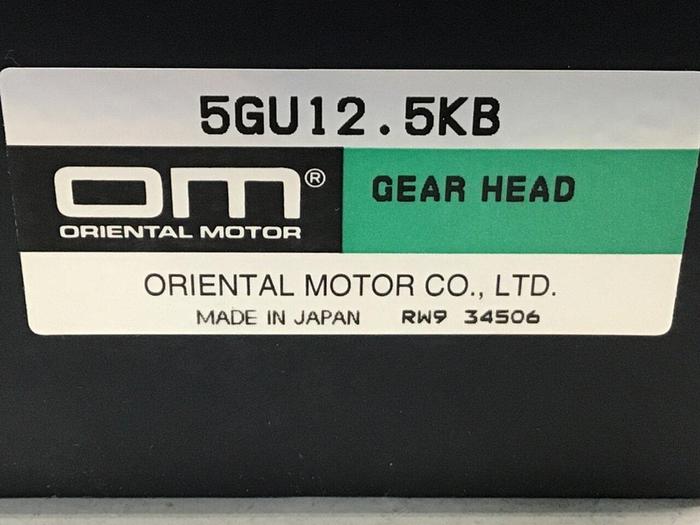 5GU12.5KB
om®
ORIENTAL MOTOR
GEAR HEAD
ORIENTAL MOTOR CO., LTD.
MADE IN JAPAN RW9 34506